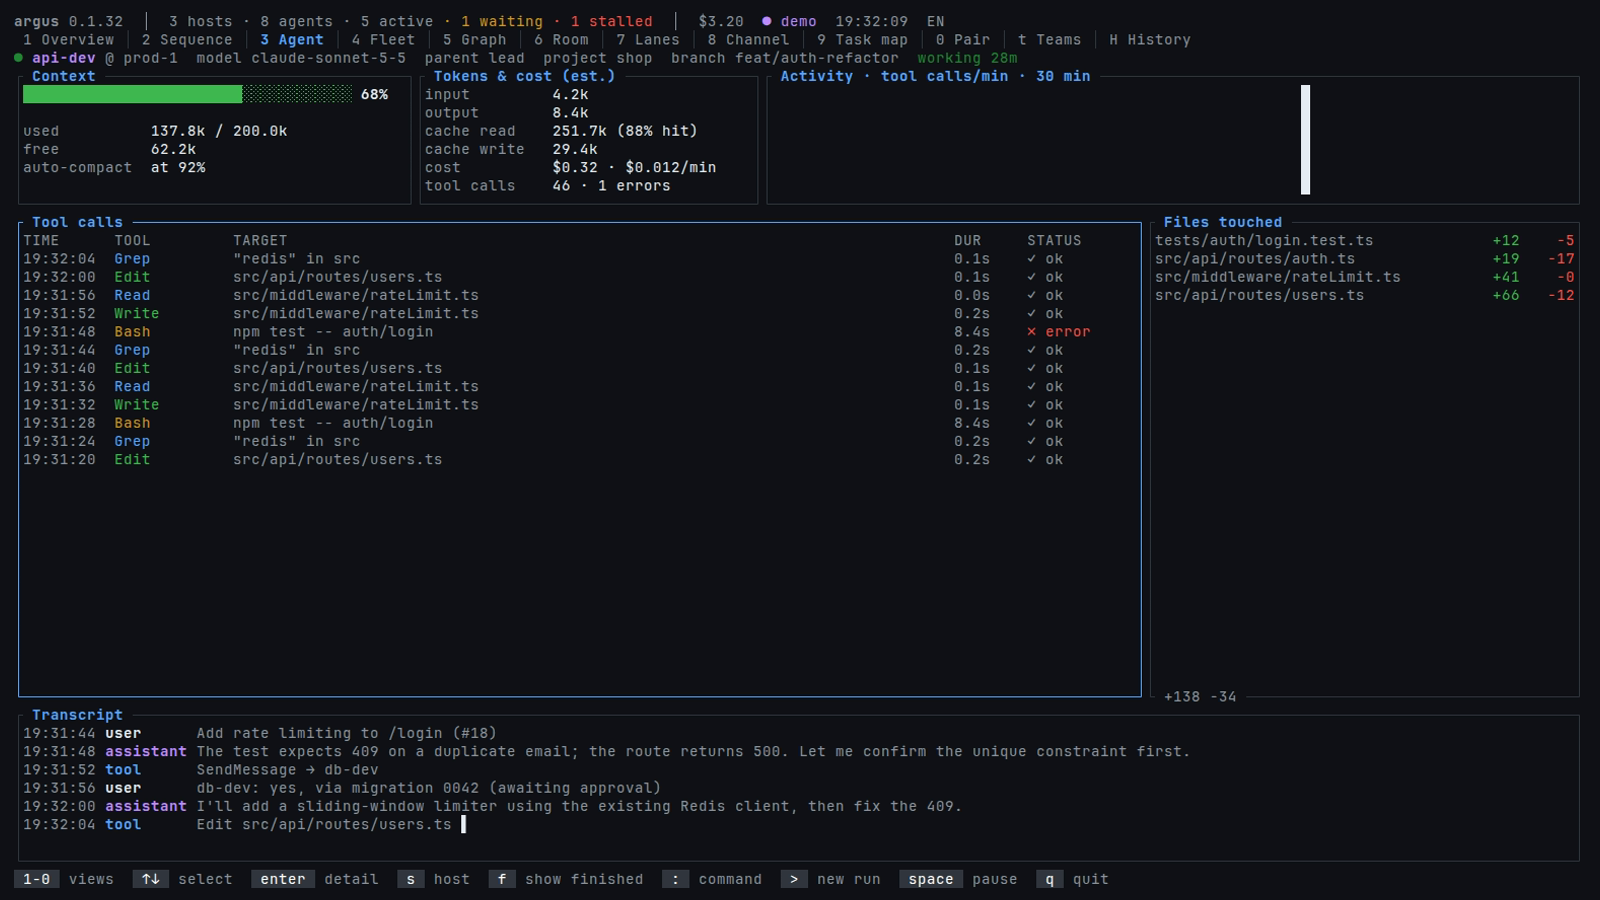 argus 0.1.32 │ 3 hosts · 8 agents · 5 active · 1 waiting · 1 stalled │ $3.20 ● demo 19:32:09 EN
1 Overview │ 2 Sequence │ 3 Agent │ 4 Fleet │ 5 Graph │ 6 Room │ 7 Lanes │ 8 Channel │ 9 Task map │ 0 Pair │ t Teams │ H History
● api-dev @ prod-1 model claude-sonnet-5-5 parent lead project shop branch feat/auth-refactor working 28m
Context
68%
used 137.8k / 200.0k
free 62.2k
auto-compact at 92%
Tokens & cost (est.)
input 4.2k
output 8.4k
cache read 251.7k (88% hit)
cache write 29.4k
cost $0.32 · $0.012/min
tool calls 46 · 1 errors
Activity · tool calls/min · 30 min
Tool calls
TIME TOOL TARGET DUR STATUS
19:32:04 Grep "redis" in src 0.1s ✓ ok
19:32:00 Edit src/api/routes/users.ts 0.1s ✓ ok
19:31:56 Read src/middleware/rateLimit.ts 0.0s ✓ ok
19:31:52 Write src/middleware/rateLimit.ts 0.2s ✓ ok
19:31:48 Bash npm test -- auth/login 8.4s ✕ error
19:31:44 Grep "redis" in src 0.2s ✓ ok
19:31:40 Edit src/api/routes/users.ts 0.1s ✓ ok
19:31:36 Read src/middleware/rateLimit.ts 0.1s ✓ ok
19:31:32 Write src/middleware/rateLimit.ts 0.1s ✓ ok
19:31:28 Bash npm test -- auth/login 8.4s ✓ ok
19:31:24 Grep "redis" in src 0.2s ✓ ok
19:31:20 Edit src/api/routes/users.ts 0.2s ✓ ok
Files touched
tests/auth/login.test.ts +12 -5
src/api/routes/auth.ts +19 -17
src/middleware/rateLimit.ts +41 -0
src/api/routes/users.ts +66 -12
+138 -34
Transcript
19:31:44 user Add rate limiting to /login (#18)
19:31:48 assistant The test expects 409 on a duplicate email; the route returns 500. Let me confirm the unique constraint first.
19:31:52 tool SendMessage → db-dev
19:31:56 user db-dev: yes, via migration 0042 (awaiting approval)
19:32:00 assistant I'll add a sliding-window limiter using the existing Redis client, then fix the 409.
19:32:04 tool Edit src/api/routes/users.ts
1-0 views ↑↓ select enter detail s host f show finished : command > new run space pause q quit